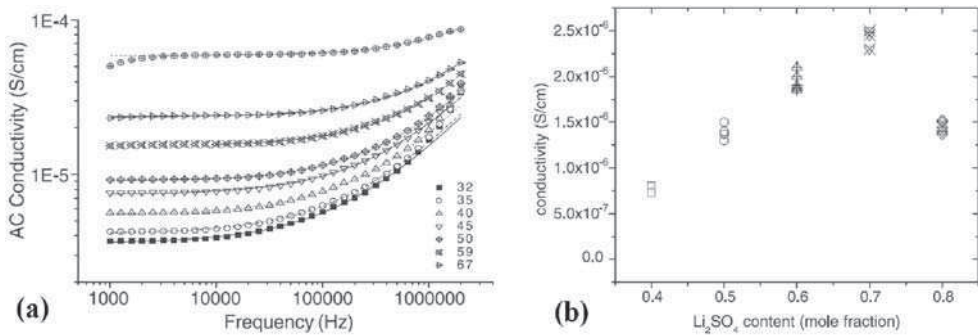 1E-4
1E-5
AC Conductivity (S/cm)
32
35
40
45
50
59
67
1000
10000
100000
1000000
(a)
Frequency (Hz)
2.5x10-6
2.0x10-6
1.5x10-6
1.0x10-6
5.0x10-7
0.0
conductivity (S/cm)
0.4
0.5
0.6
0.7
0.8
(b)
Li2SO4 content (mole fraction)